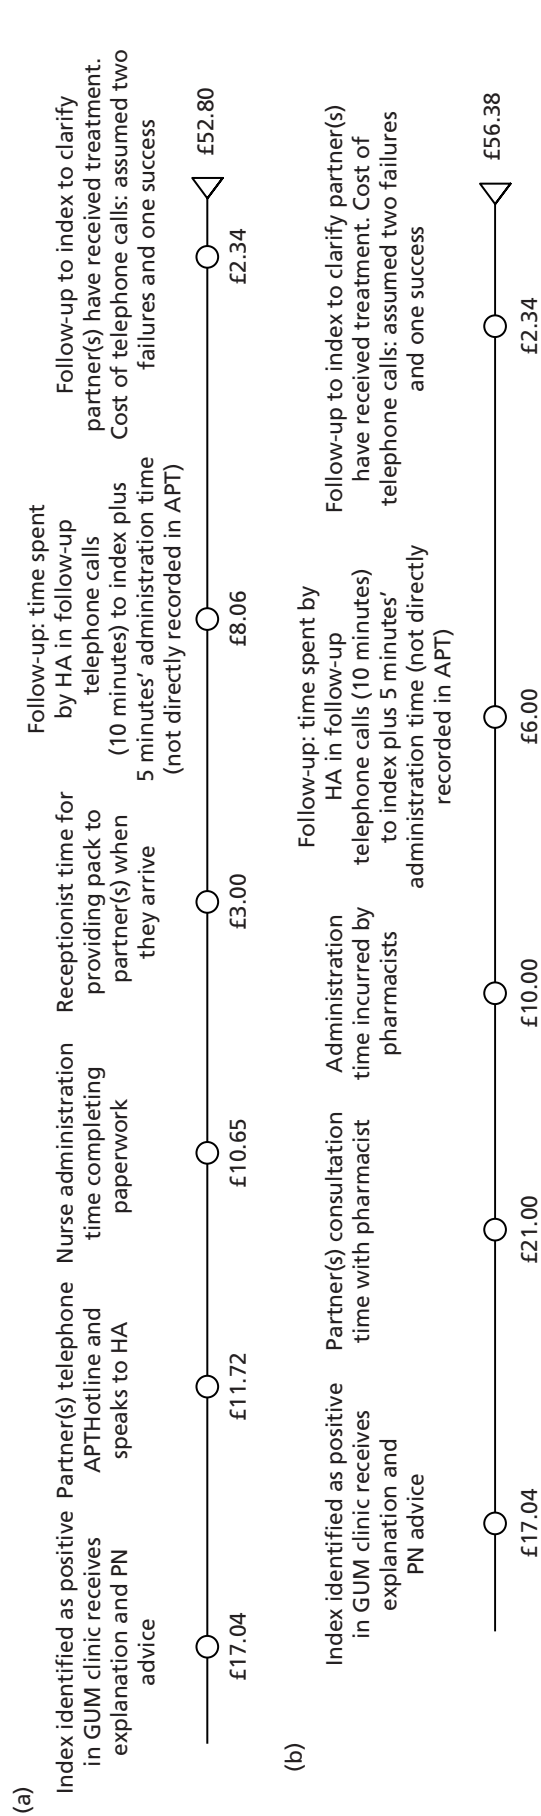 (a)
Index identified as positive
in GUM clinic receives
explanation and PN
advice
£17.04
Partner(s) telephone
APTHotline and
speaks to HA
£11.72
Nurse administration
time completing
paperwork
£10.65
Receptionist time for
providing pack to
partner(s) when
they arrive
£3.00
Follow-up: time spent
by HA in follow-up
telephone calls
(10 minutes) to index plus
5 minutes’ administration time
(not directly recorded in APT)
£8.06
Follow-up to index to clarify
partner(s) have received treatment.
Cost of telephone calls: assumed two
failures and one success
£2.34
£52.80
(b)
Index identified as positive
in GUM clinic receives
explanation and
PN advice
£17.04
Partner(s) consultation
time with pharmacist
£21.00
Administration
time incurred by
pharmacists
£10.00
Follow-up: time spent by
HA in follow-up
telephone calls (10 minutes)
to index plus 5 minutes’
administration time (not directly
recorded in APT)
£6.00
Follow-up to index to clarify partner(s)
have received treatment. Cost of
telephone calls: assumed two failures
and one success
£2.34
£56.38